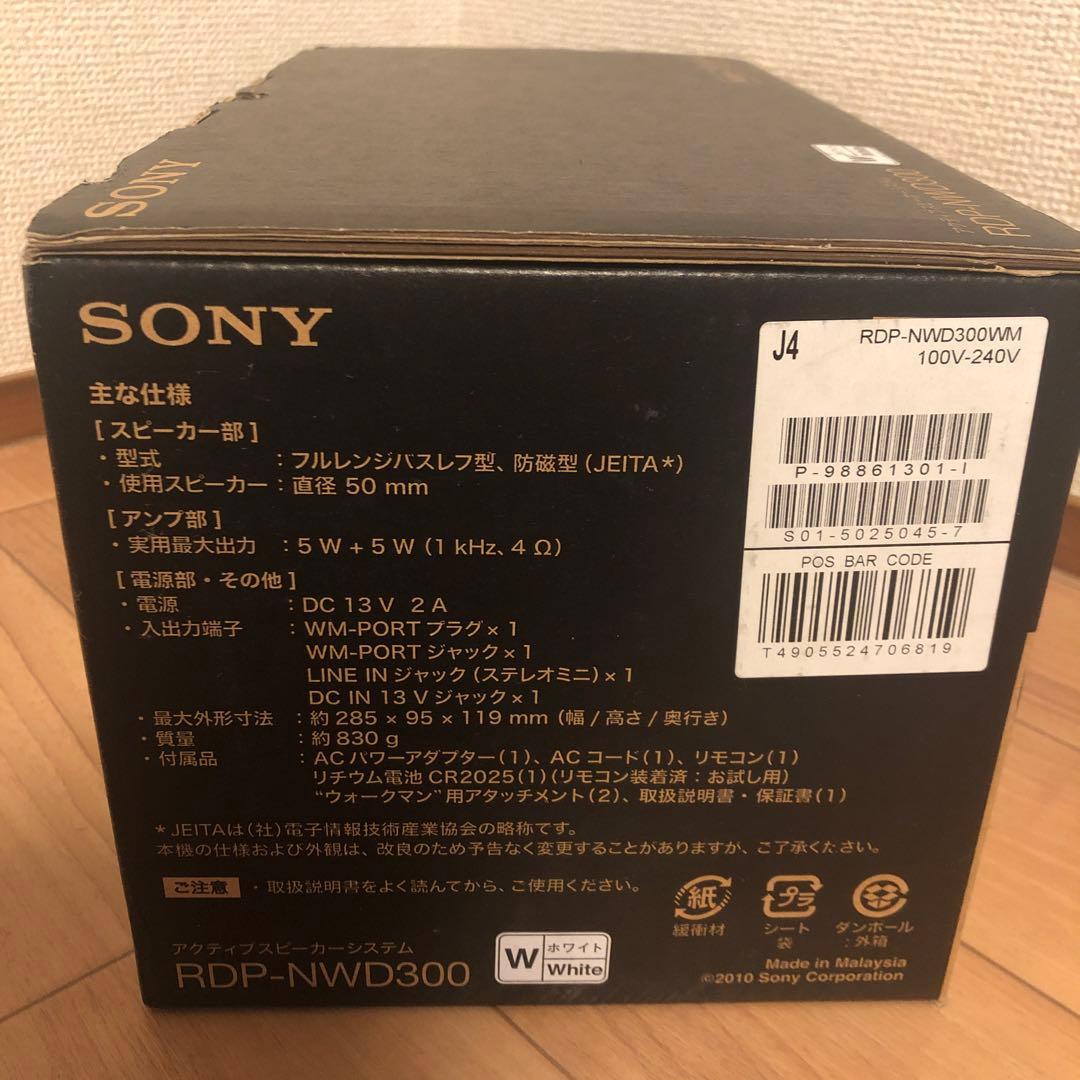 SONY
RDP-NWD300
SONY
主な仕様
[スピーカー部]
・型式 : フルレンジバスレフ型、防磁型(JEITA*)
・使用スピーカー : 直径 50 mm
[アンプ部]
・実用最大出力 : 5 W + 5 W (1 kHz、4 Ω)
[電源部・その他]
・電源 : DC 13 V 2 A
・入出力端子 : WM-PORT プラグ × 1
WM-PORT ジャック × 1
LINE IN ジャック(ステレオミニ) × 1
DC IN 13 V ジャック × 1
・最大外形寸法 : 約 285 × 95 × 119 mm (幅 / 高さ / 奥行き)
・質量 : 約 830 g
・付属品 : AC パワーアダプター(1)、AC コード(1)、リモコン(1)
リチウム電池 CR2025(1)(リモコン装着済:お試し用)
"ウォークマン"用アタッチメント(2)、取扱説明書・保証書(1)
*JEITAは(社)電子情報技術産業協会の略称です。
本機の仕様および外観は、改良のため予告なく変更することがありますが、ご了承ください。
ご注意 ・取扱説明書をよく読んでから、ご使用ください。
アクティブスピーカーシステム
RDP-NWD300
W ホワイト
White
紙
緩衝材
プラ
シート
袋
ダンボール
:外箱
Made in Malaysia
©2010 Sony Corporation
J4 RDP-NWD300WM
100V-240V
P-98861301-I
S01-5025045-7
POS BAR CODE
T4905524706819